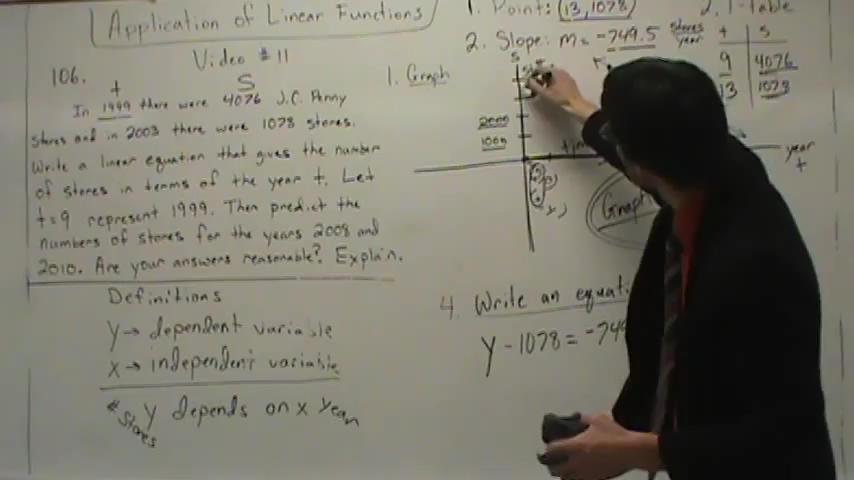 Application of Linear Functions
Video #11
106.
t
S
In 1999 there were 4076 J.C. Penny
stores and in 2003 there were 1078 stores.
Write a linear equation that gives the number
of stores in terms of the year t. Let
t=9 represent 1999. Then predict the
numbers of stores for the years 2008 and
2010. Are your answers reasonable? Explain.
Definitions
Y→ dependent variable
X→ independent variable
# stores Y depends on X Year
1. Graph
S
2000
1000
year
t
Graph
1. Point: (13,1078)
2. Slope: m = -749.5 stores
year
2. T-table
t S
9 4076
13 1078
4. Write an equati
Y - 1078 = -749